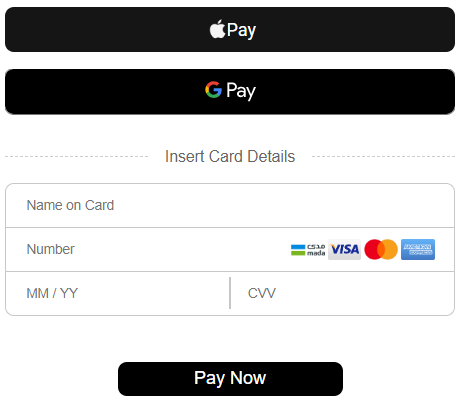 Pay
G Pay
Insert Card Details
Name on Card
Number
مدى
mada
VISA
AMERICAN EXPRESS
MM / YY
CVV
Pay Now